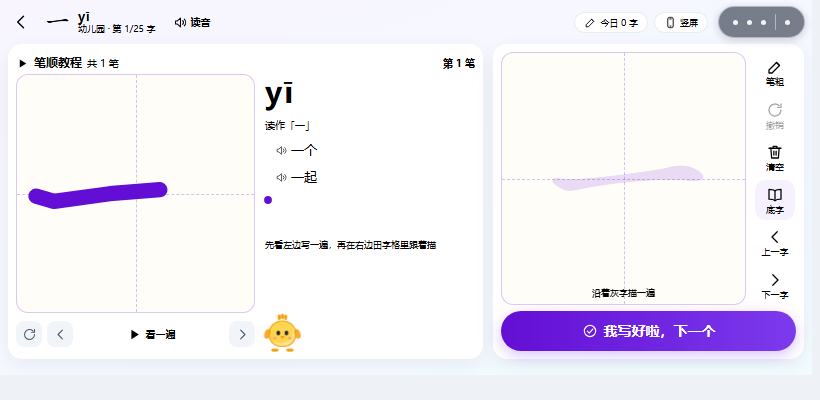 一 yī
幼儿园 · 第 1/25 字
读音
今日 0 字
竖屏
笔顺教程 共 1 笔
第 1 笔
yī
读作「一」
一个
一起
先看左边写一遍，再在右边田字格里跟着描
看一遍
一
沿着灰字描一遍
笔粗
撤销
清空
底字
上一字
下一字
我写好啦，下一个